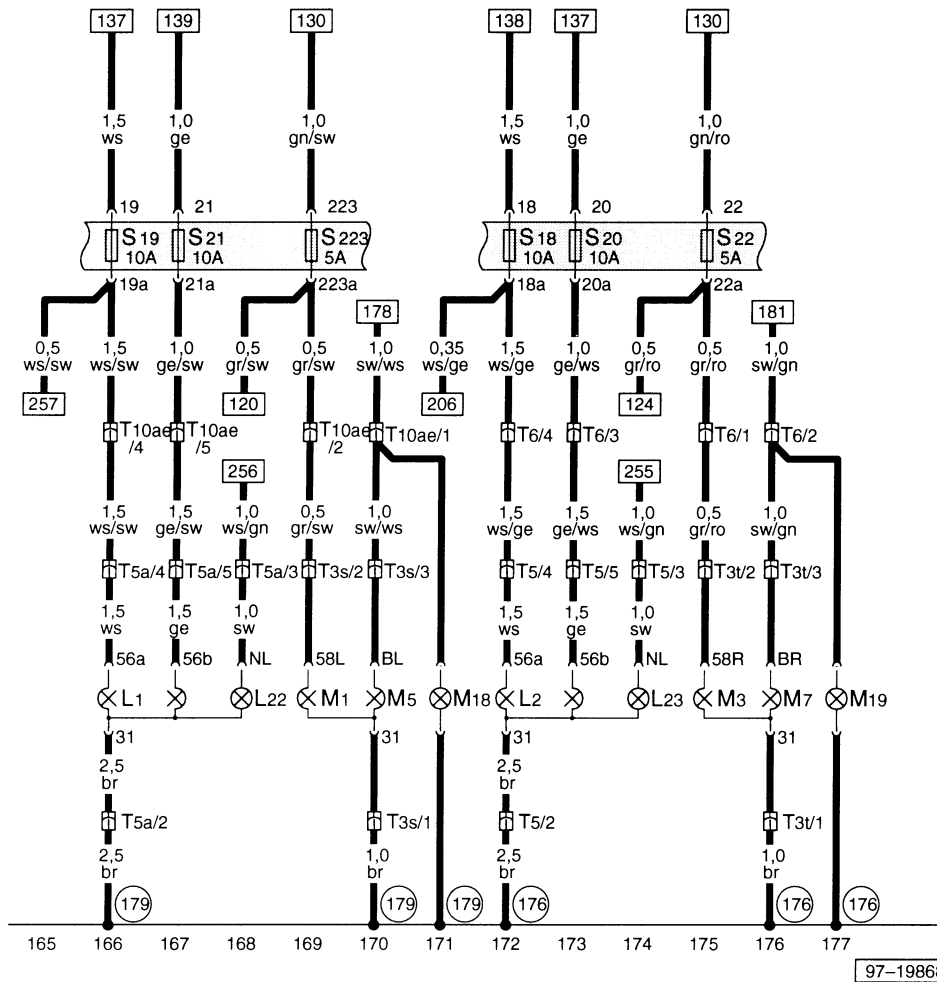 137 139 130 138 137 130
1,5 1,0 1,0 1,5 1,0 1,0
ws ge gn/sw ws ge gn/ro
19 21 223 18 20 22
S19 S21 S223 S18 S20 S22
10A 10A 5A 10A 10A 5A
19a 21a 223a 18a 20a 22a
178 181
0,5 1,5 1,0 0,5 0,5 1,0 0,35 1,5 1,0 0,5 0,5 1,0
ws/sw ws/sw ge/sw gr/sw gr/sw sw/ws ws/ge ws/ge ge/ws gr/ro gr/ro sw/gn
257 120 206 124
T10ae T10ae T10ae T10ae/1 T6/4 T6/3 T6/1 T6/2
/4 /5 /2
256 255
1,5 1,5 1,0 0,5 1,0 1,5 1,5 1,0 0,5 1,0
ws/sw ge/sw ws/gn gr/sw sw/ws ws/ge ge/ws ws/gn gr/ro sw/gn
T5a/4 T5a/5 T5a/3 T3s/2 T3s/3 T5/4 T5/5 T5/3 T3t/2 T3t/3
1,5 1,5 1,0 1,5 1,5 1,0
ws ge sw ws ge sw
56a 56b NL 58L BL 56a 56b NL 58R BR
L1 L22 M1 M5 M18 L2 L23 M3 M7 M19
31 31 31 31
2,5 2,5
br br
T5a/2 T3s/1 T5/2 T3t/1
2,5 1,0 2,5 1,0
br br br br
179 179 179 176 176 176
165 166 167 168 169 170 171 172 173 174 175 176 177
97–19868